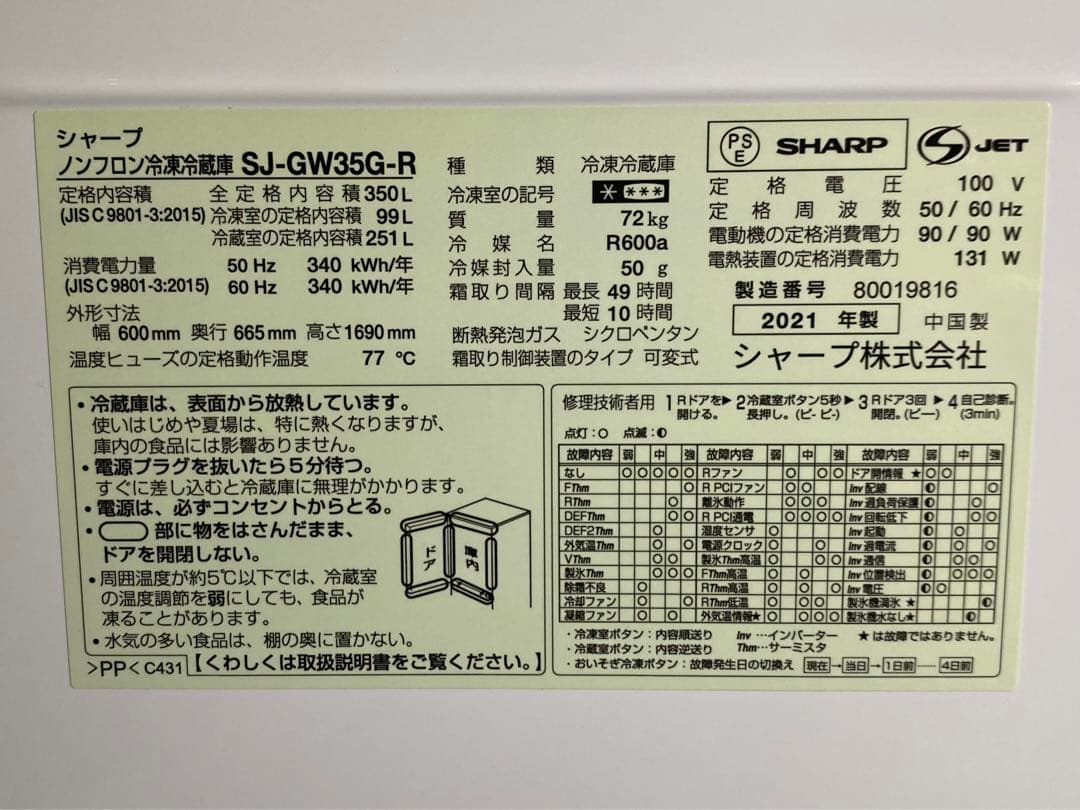 シャープ
ノンフロン冷凍冷蔵庫 SJ-GW35G-R
定格内容積 全定格内容積 350 L
(JIS C 9801-3:2015) 冷凍室の定格内容積 99 L
冷蔵室の定格内容積 251 L
消費電力量 50 Hz 340 kWh/年
(JIS C 9801-3:2015) 60 Hz 340 kWh/年
外形寸法
幅 600 mm 奥行 665 mm 高さ 1690 mm
温度ヒューズの定格動作温度 77 ℃
種類 冷凍冷蔵庫
冷凍室の記号 * ***
質量 72 kg
冷媒名 R600a
冷媒封入量 50 g
霜取り間隔 最長 49 時間
最短 10 時間
断熱発泡ガス シクロペンタン
霜取り制御装置のタイプ 可変式
PS E SHARP S JET
定格電圧 100 V
定格周波数 50 / 60 Hz
電動機の定格消費電力 90 / 90 W
電熱装置の定格消費電力 131 W
製造番号 80019816
2021 年製 中国製
シャープ株式会社
・冷蔵庫は、表面から放熱しています。
使いはじめや夏場は、特に熱くなりますが、
庫内の食品には影響ありません。
・電源プラグを抜いたら5分待つ。
すぐに差し込むと冷蔵庫に無理がかかります。
・電源は、必ずコンセントからとる。
・ 部に物をはさんだまま、
ドアを開閉しない。
ドア 庫内
・周囲温度が約5℃以下では、冷蔵室
の温度調節を弱にしても、食品が
凍ることがあります。
・水気の多い食品は、棚の奥に置かない。
>PP< C431 【くわしくは取扱説明書をご覧ください。】
修理技術者用 1 Rドアを開ける。 ▶ 2 冷蔵室ボタン5秒長押し。(ピ- ピ-) ▶ 3 Rドア3回開閉。(ピー) ▶ 4 自己診断。(3min)
点灯:○ 点滅:◐
故障内容 弱 中 強 故障内容 弱 中 強 故障内容 弱 中 強
なし ○○○○○ Rファン ドア開情報 ★
FThm R PCIファン Inv 配線
RThm 離氷動作 Inv 過負荷保護
DEFThm R PCI通電 Inv 回転低下
DEF2Thm 湿度センサ Inv 起動
外気温Thm 電源クロック Inv 過電流
VThm 製氷Thm高温 Inv 通信
製氷Thm FThm高温 Inv 位置検出
除霜不良 RThm高温 Inv 電圧
冷却ファン RThm低温 製氷機満氷 ★
凝縮ファン 外気温情報★ 製氷機水なし★
・冷凍室ボタン:内容順送り Inv …インバーター ★は故障ではありません。
・冷蔵室ボタン:内容逆送り Thm…サーミスタ
・おいそぎ冷凍ボタン:故障発生日の切換え 現在→当日→1日前……4日前